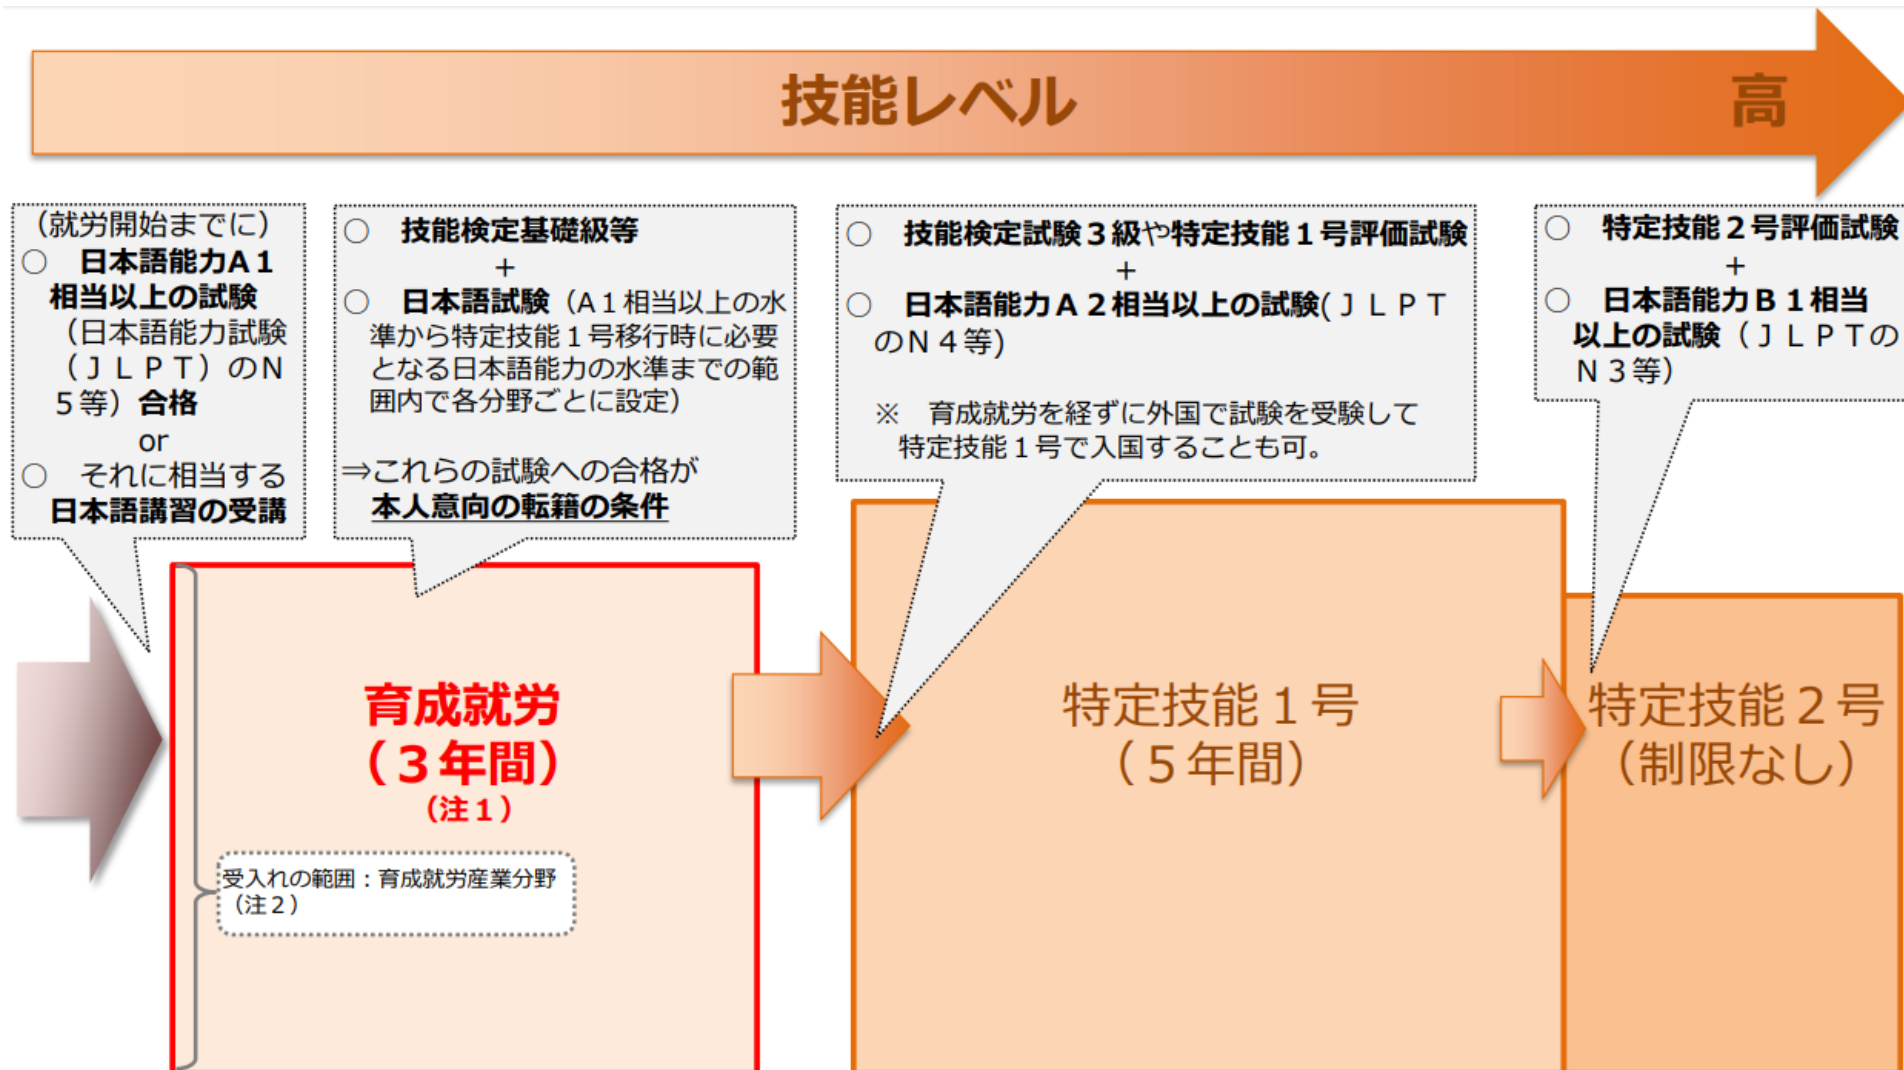 技能レベル
高
（就労開始までに）
○　日本語能力A１
相当以上の試験
（日本語能力試験
（ＪＬＰＴ）のN
５等）合格
or
○　それに相当する
日本語講習の受講
○　技能検定基礎級等
+
○　日本語試験（A１相当以上の水
準から特定技能１号移行時に必要
となる日本語能力の水準までの範
囲内で各分野ごとに設定）
⇒これらの試験への合格が
本人意向の転籍の条件
○　技能検定試験３級や特定技能１号評価試験
+
○　日本語能力Ａ２相当以上の試験(ＪＬＰＴ
のＮ４等)
※　育成就労を経ずに外国で試験を受験して
特定技能１号で入国することも可。
○　特定技能２号評価試験
+
○　日本語能力Ｂ１相当
以上の試験（ＪＬＰＴの
Ｎ３等）
育成就労
（３年間）
（注１）
受入れの範囲：育成就労産業分野
（注２）
特定技能１号
（５年間）
特定技能２号
（制限なし）